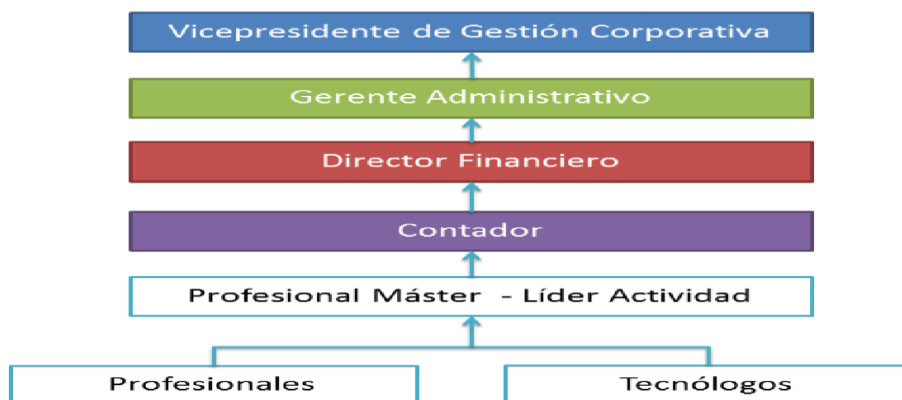 Vicepresidente de Gestión Corporativa
Gerente Administrativo
Director Financiero
Contador
Profesional Máster - Líder Actividad
Profesionales
Tecnólogos